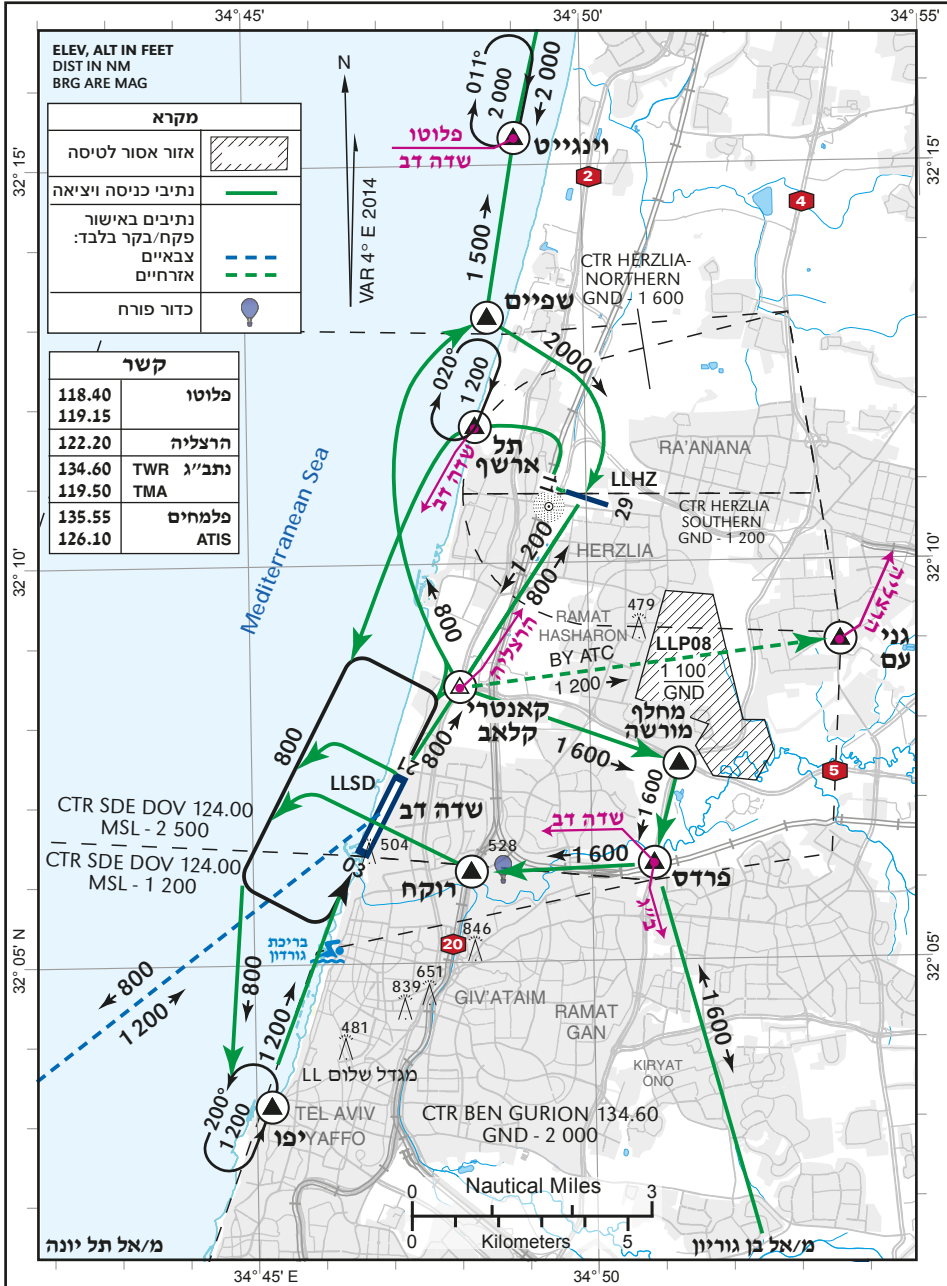 34° 45'
34° 50'
34° 55'
ELEV, ALT IN FEET
DIST IN NM
BRG ARE MAG
מקרא
אזור אסור לטיסה
נתיבי כניסה ויציאה
נתיבים באישור
פקח/בקר בלבד:
צבאיים
אזרחיים
כדור פורח
קשר
פלוטו 118.40
119.15
הרצליה 122.20
נתב״ג TWR 134.60
TMA 119.50
פלמחים 135.55
ATIS 126.10
N
VAR 4° E 2014
011°
2 000
2 000
פלוטו
שדה דב
וינגייט
32° 15'
32° 15'
2
4
1 500
CTR HERZLIA-
NORTHERN
GND - 1 600
שפיים
2000
020°
1 200
תל
ארשף
שדה דב
RA'ANANA
LLHZ
11
29
CTR HERZLIA
SOUTHERN
GND - 1 200
Mediterranean Sea
HERZLIA
1 200
800
800
הרצליה
32° 10'
32° 10'
RAMAT
HASHARON
479
BY ATC
1 200
LLP08
1 100
GND
הרצליה
גני
עם
קאנטרי
קלאב
מחלף
מורשה
1 600
1 600
5
800
800
LLSD
21
שדה דב
CTR SDE DOV 124.00
MSL - 2 500
CTR SDE DOV 124.00
MSL - 1 200
504
03
528
רוקח
1 600
שדה דב
פרדס
נ״ג
בריכת
גורדון
20
846
32° 05' N
32° 05'
800
1 200
800
1 200
651
839
GIV'ATAIM
RAMAT
GAN
1 600
481
מגדל שלום LL
KIRYAT
ONO
200°
1 200
יפו
TEL AVIV
YAFFO
CTR BEN GURION 134.60
GND - 2 000
Nautical Miles
0
3
Kilometers
5
מ/אל תל יונה
מ/אל בן גוריון
34° 45' E
34° 50'